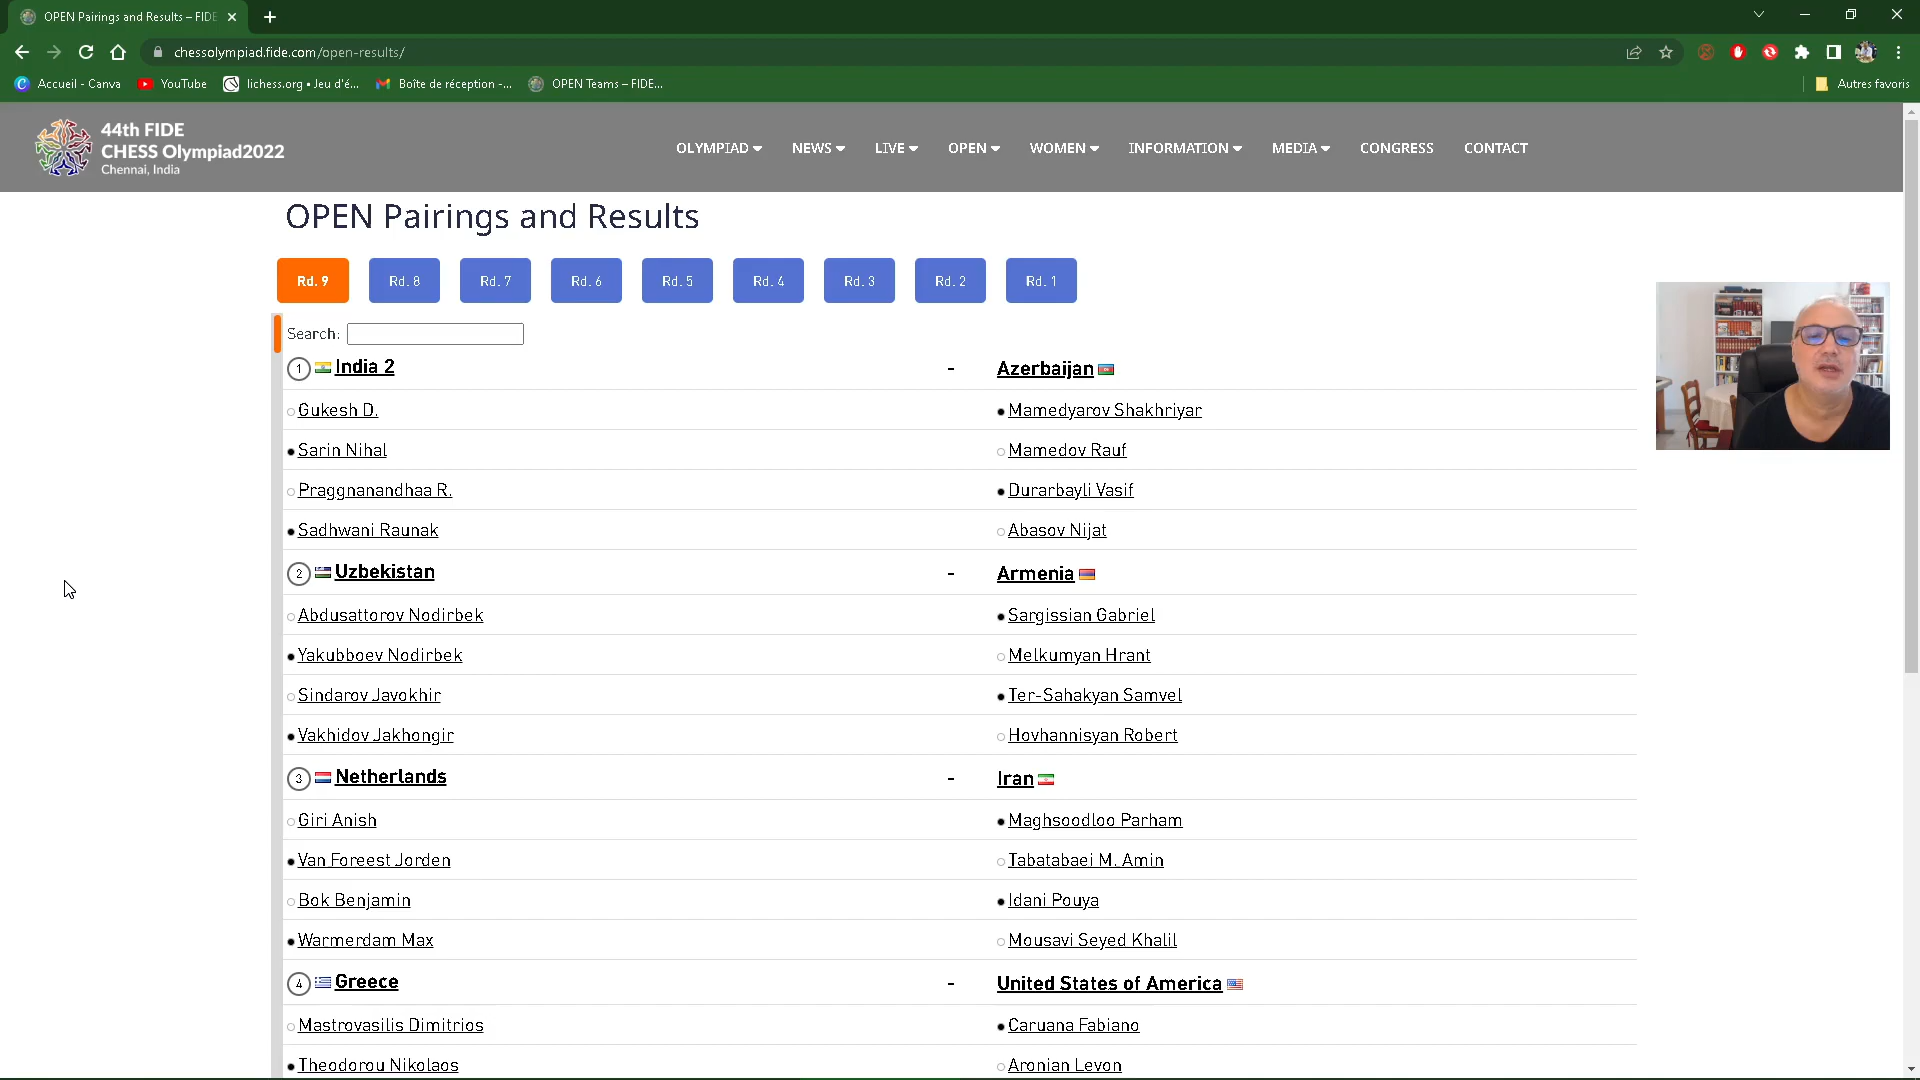 OPEN Pairings and Results – FIDE
chessolympiad.fide.com/open-results/
Accueil - Canva YouTube lichess.org • Jeu d'é... Boîte de réception -... OPEN Teams – FIDE... Autres favoris
44th FIDE
CHESS Olympiad2022
Chennai, India
OLYMPIAD NEWS LIVE OPEN WOMEN INFORMATION MEDIA CONGRESS CONTACT
OPEN Pairings and Results
Rd. 9 Rd. 8 Rd. 7 Rd. 6 Rd. 5 Rd. 4 Rd. 3 Rd. 2 Rd. 1
Search:
1 India 2 - Azerbaijan
Gukesh D. Mamedyarov Shakhriyar
Sarin Nihal Mamedov Rauf
Praggnanandhaa R. Durarbayli Vasif
Sadhwani Raunak Abasov Nijat
2 Uzbekistan - Armenia
Abdusattorov Nodirbek Sargissian Gabriel
Yakubboev Nodirbek Melkumyan Hrant
Sindarov Javokhir Ter-Sahakyan Samvel
Vakhidov Jakhongir Hovhannisyan Robert
3 Netherlands - Iran
Giri Anish Maghsoodloo Parham
Van Foreest Jorden Tabatabaei M. Amin
Bok Benjamin Idani Pouya
Warmerdam Max Mousavi Seyed Khalil
4 Greece - United States of America
Mastrovasilis Dimitrios Caruana Fabiano
Theodorou Nikolaos Aronian Levon